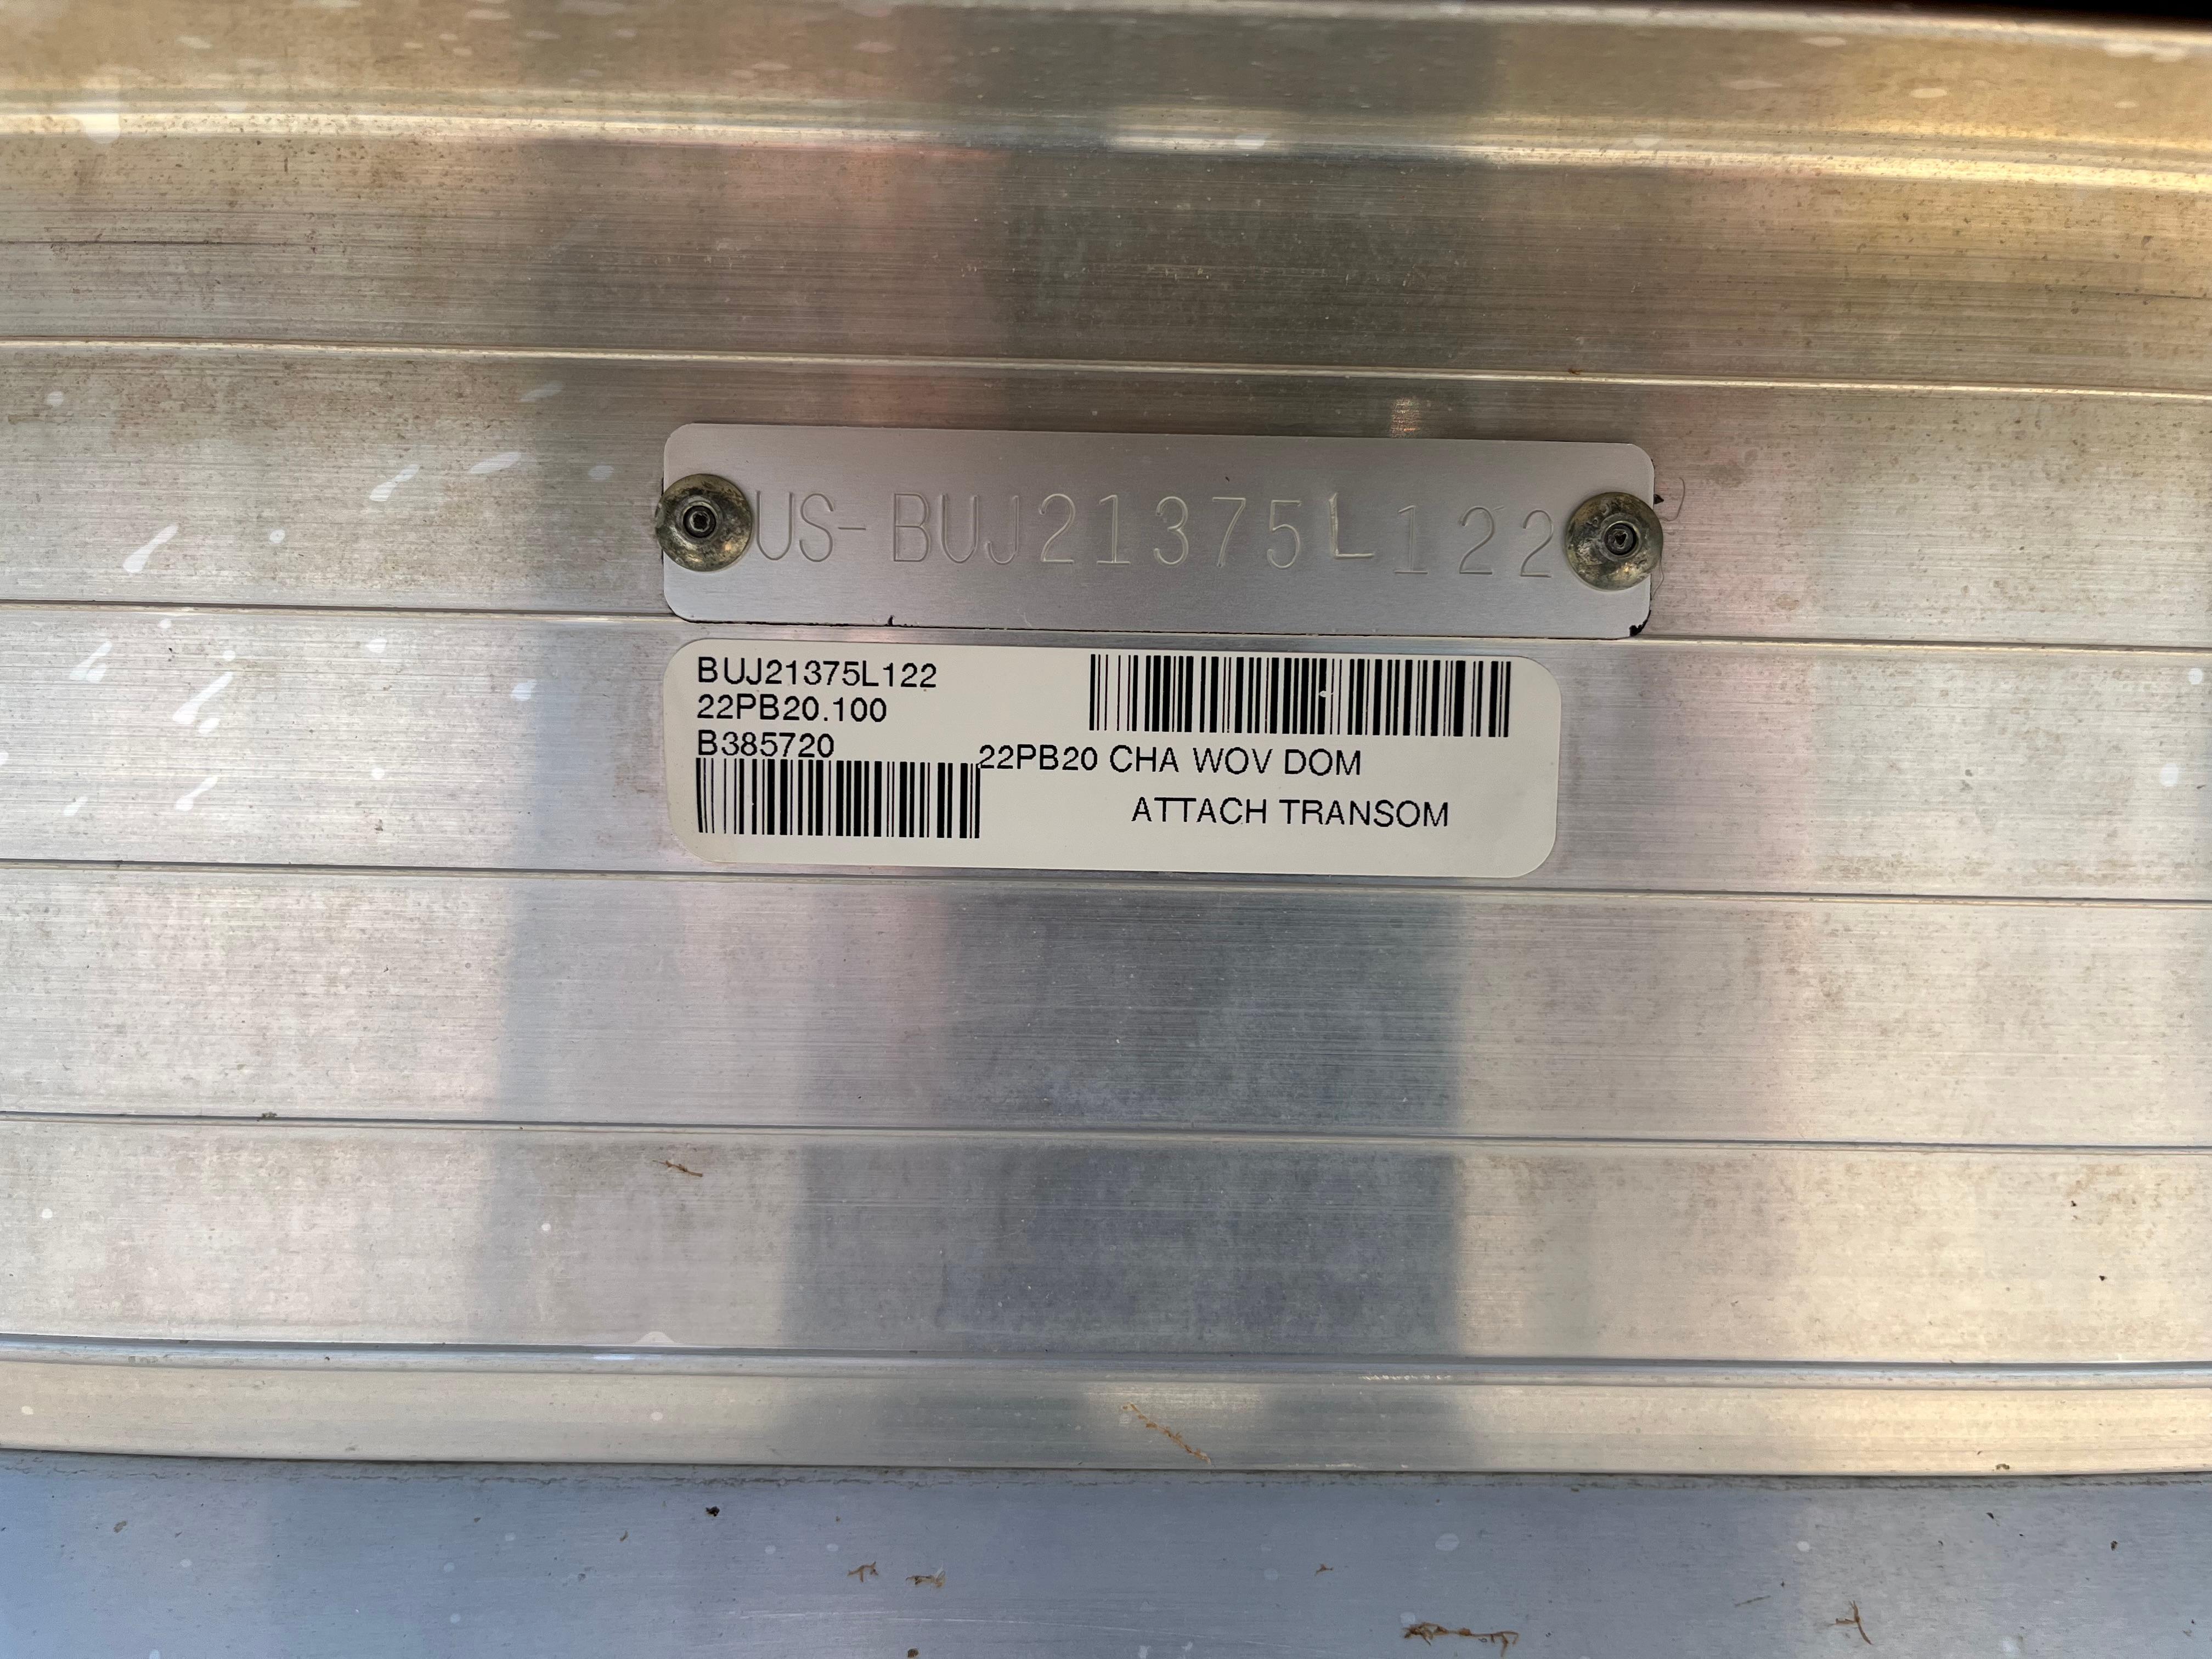 US-BUJ21375L122
BUJ21375L122
22PB20.100
B385720
22PB20 CHA WOV DOM
ATTACH TRANSOM